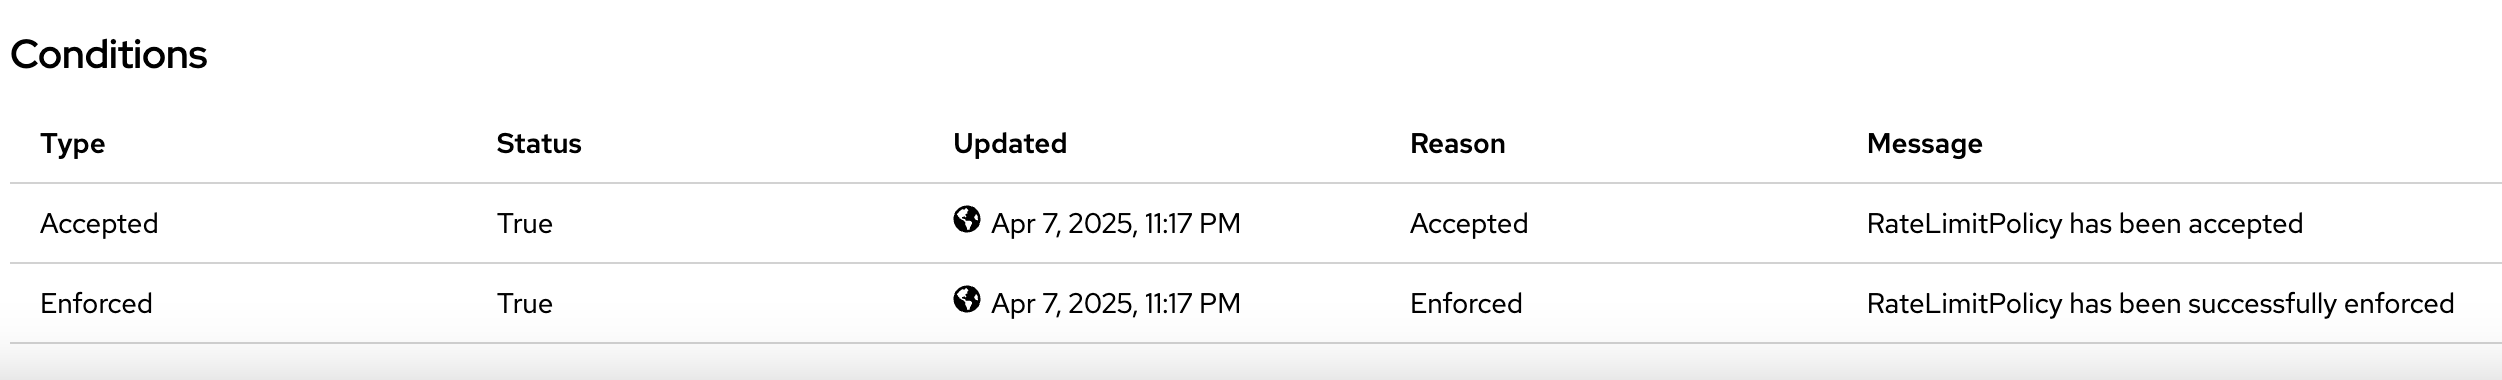 Conditions
Type Status Updated Reason Message
Accepted True Apr 7, 2025, 11:17 PM Accepted RateLimitPolicy has been accepted
Enforced True Apr 7, 2025, 11:17 PM Enforced RateLimitPolicy has been successfully enforced